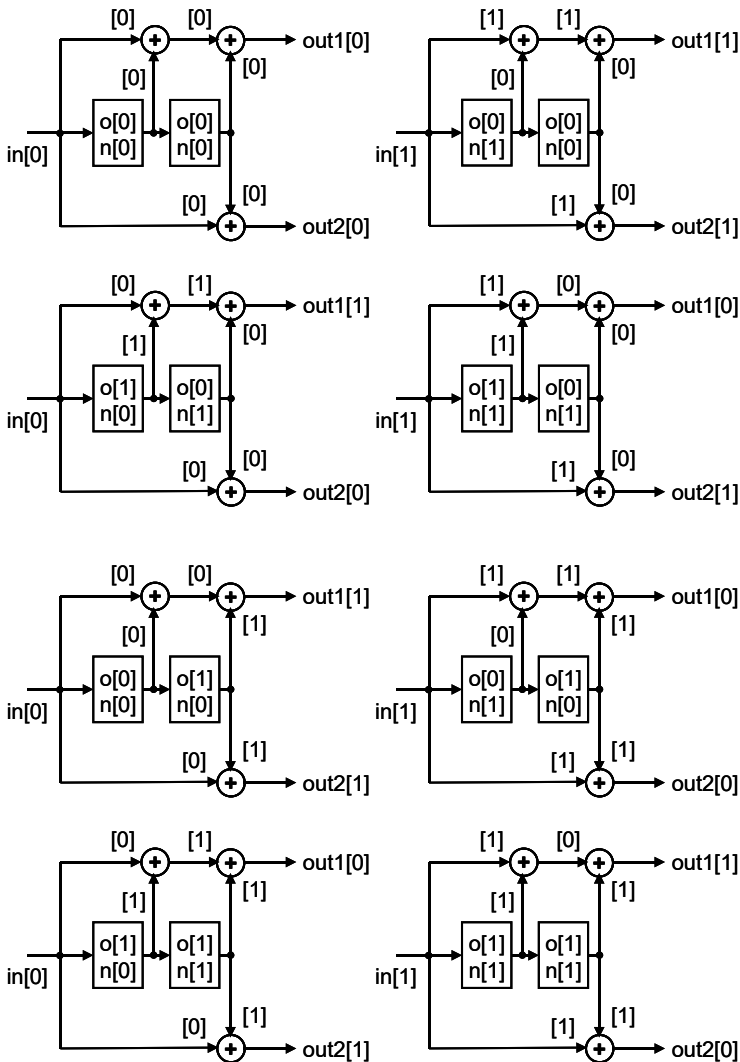 [0] [0] out1[0]
[0] [0]
o[0] n[0] o[0] n[0]
in[0]
[0] [0]
out2[0]
[1] [1] out1[1]
[0] [0]
o[0] n[1] o[0] n[0]
in[1]
[1] [0]
out2[1]
[0] [1] out1[1]
[1] [0]
o[1] n[0] o[0] n[1]
in[0]
[0] [0]
out2[0]
[1] [0] out1[0]
[1] [0]
o[1] n[1] o[0] n[1]
in[1]
[1] [0]
out2[1]
[0] [0] out1[1]
[0] [1]
o[0] n[0] o[1] n[0]
in[0]
[0] [1]
out2[1]
[1] [1] out1[0]
[0] [1]
o[0] n[1] o[1] n[0]
in[1]
[1] [1]
out2[0]
[0] [1] out1[0]
[1] [1]
o[1] n[0] o[1] n[1]
in[0]
[0] [1]
out2[1]
[1] [0] out1[1]
[1] [1]
o[1] n[1] o[1] n[1]
in[1]
[1] [1]
out2[0]